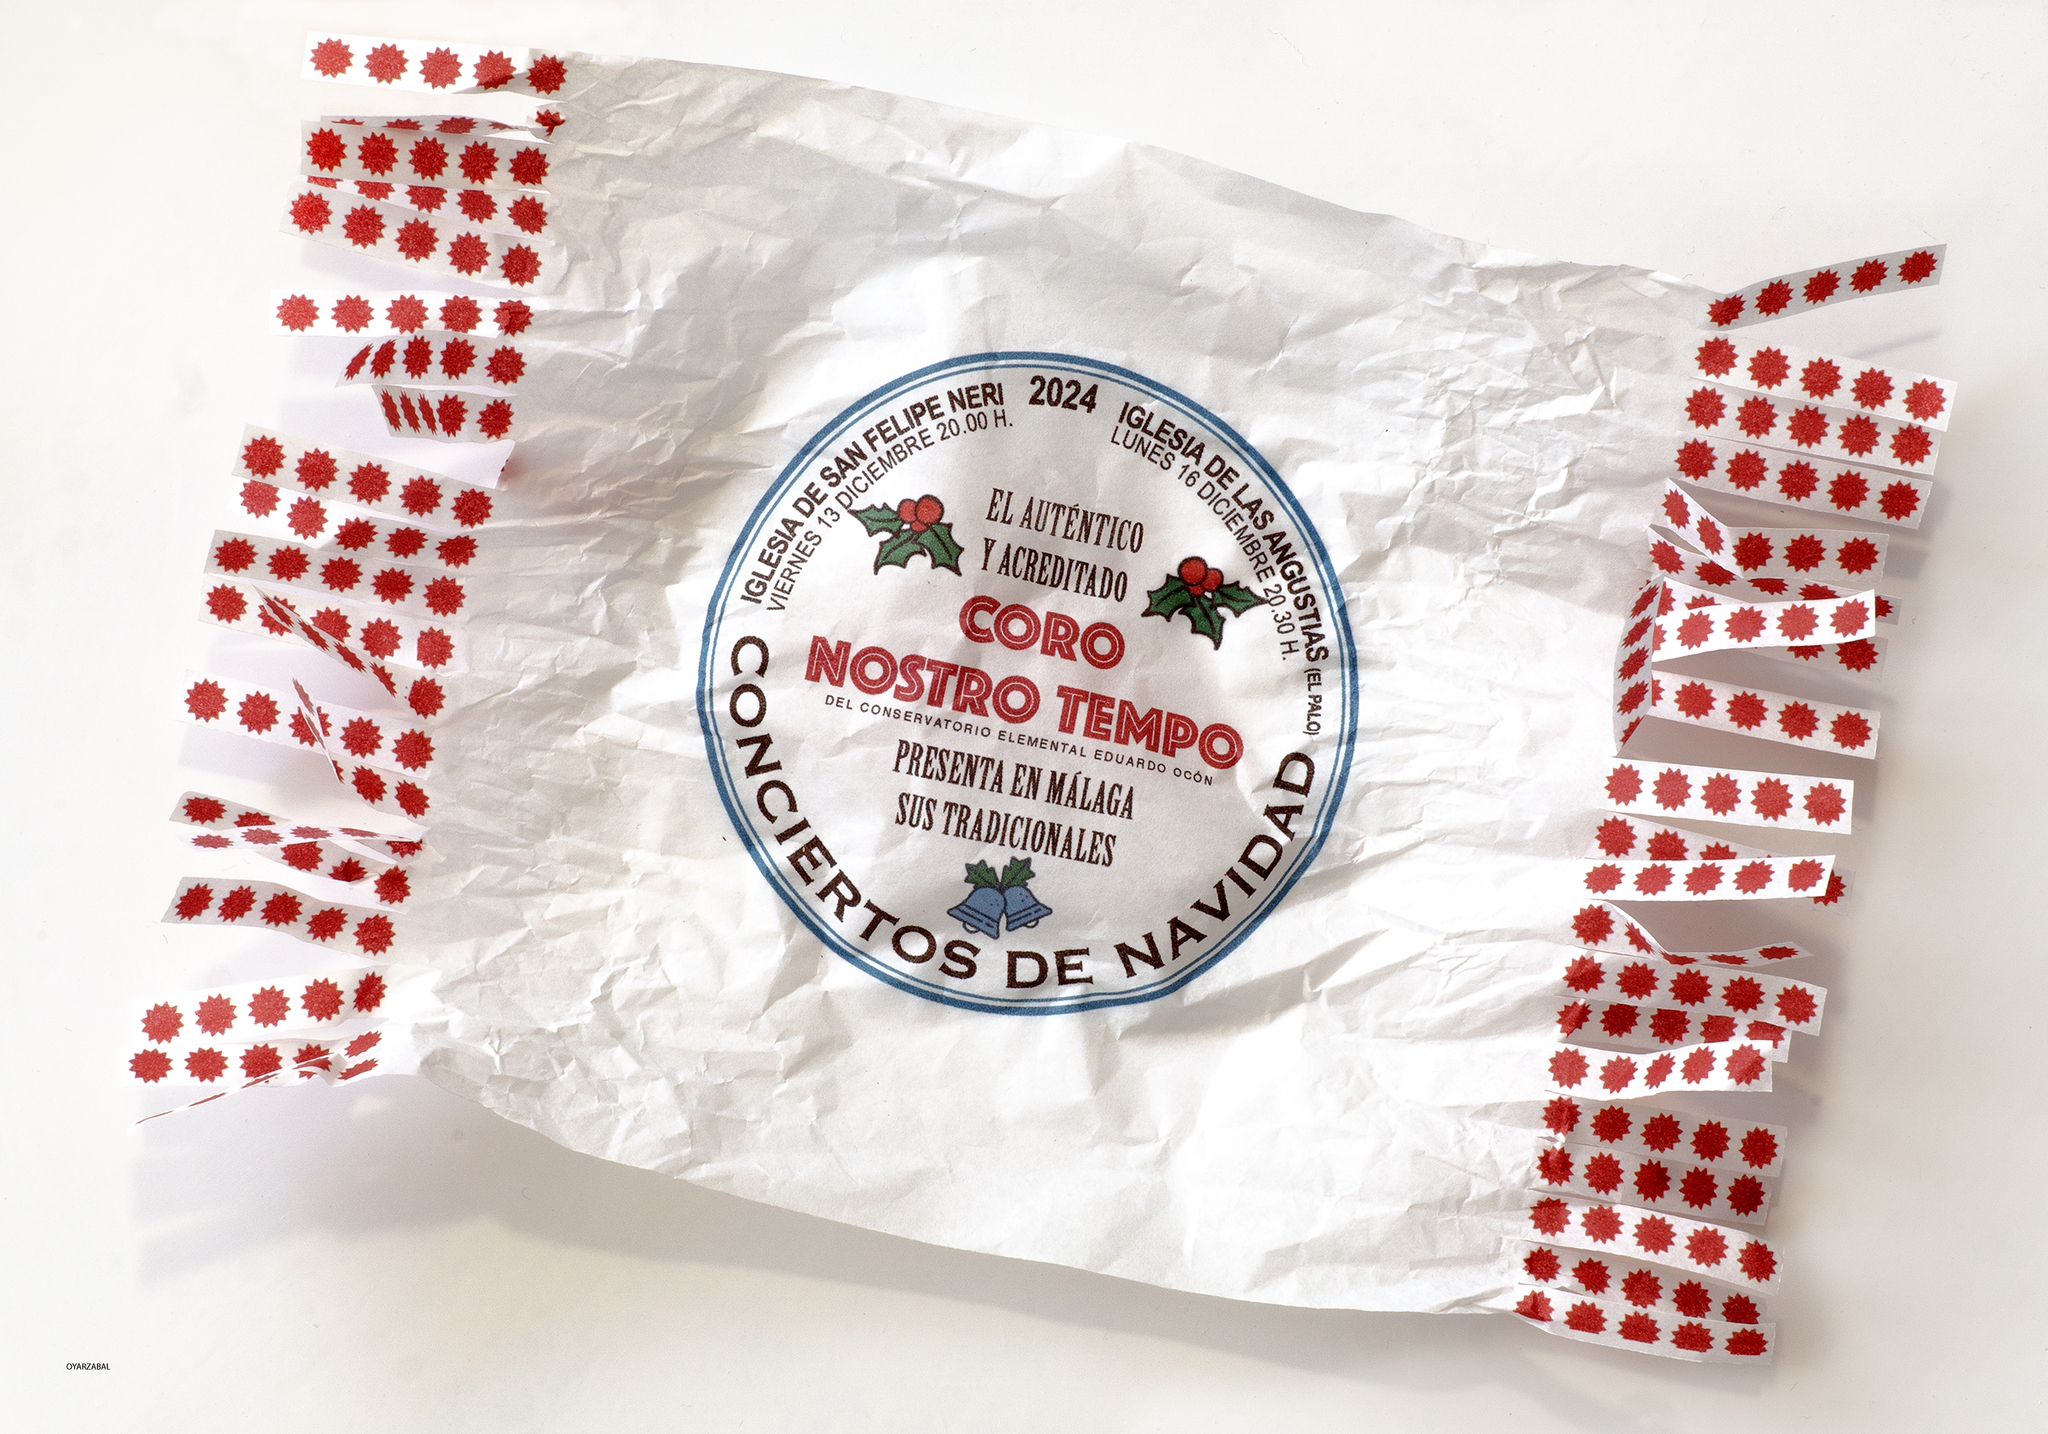 2024
IGLESIA DE SAN FELIPE NERI
VIERNES 13 DICIEMBRE 20.00 H.
IGLESIA DE LAS ANGUSTIAS (EL PALO)
LUNES 16 DICIEMBRE 20.30 H.
EL AUTÉNTICO
Y ACREDITADO
CORO
NOSTRO TEMPO
DEL CONSERVATORIO ELEMENTAL EDUARDO OCÓN
PRESENTA EN MÁLAGA
SUS TRADICIONALES
CONCIERTOS DE NAVIDAD
OYARZABAL